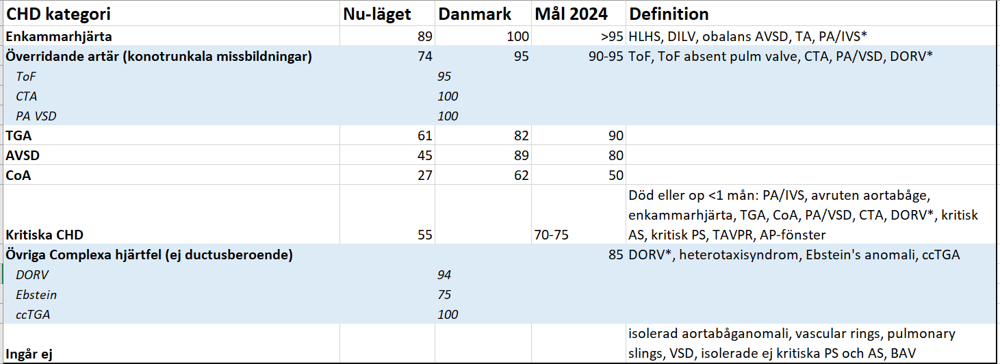 CHD kategori Nu-läget Danmark Mål 2024 Definition
Enkammarhjärta 89 100 >95 HLHS, DILV, obalans AVSD, TA, PA/IVS*
Överridande artär (konotrunkala missbildningar) 74 95 90-95 ToF, ToF absent pulm valve, CTA, PA/VSD, DORV*
ToF 95
CTA 100
PA VSD 100
TGA 61 82 90
AVSD 45 89 80
CoA 27 62 50
Död eller op <1 mån: PA/IVS, avruten aortabåge,
enkammarhjärta, TGA, CoA, PA/VSD, CTA, DORV*, kritisk
Kritiska CHD 55 70-75 AS, kritisk PS, TAVPR, AP-fönster
Övriga Complexa hjärtfel (ej ductusberoende) 85 DORV*, heterotaxisyndrom, Ebstein's anomali, ccTGA
DORV 94
Ebstein 75
ccTGA 100
isolerad aortabåganomali, vascular rings, pulmonary
Ingår ej slings, VSD, isolerade ej kritiska PS och AS, BAV